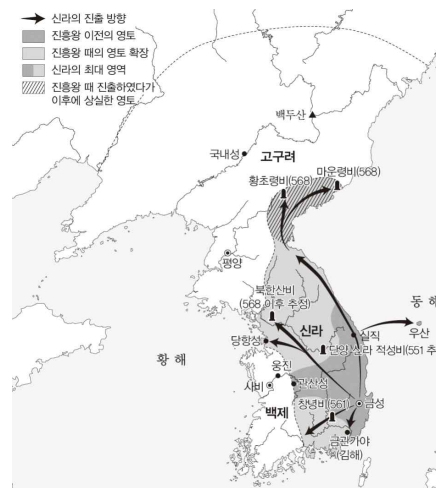 신라의 진출 방향
진흥왕 이전의 영토
진흥왕 때의 영토 확장
신라의 최대 영역
진흥왕 때 진출하였다가
이후에 상실한 영토
백두산
국내성
고구려
황초령비(568)
마운령비(568)
평양
북한산비
(568 이후 추정)
동 해
신라
실직
우산
당항성
단양 신라 적성비(551 추
황 해
웅진
사비
관산성
백제
창녕비(561)
금성
금관가야
(김해)